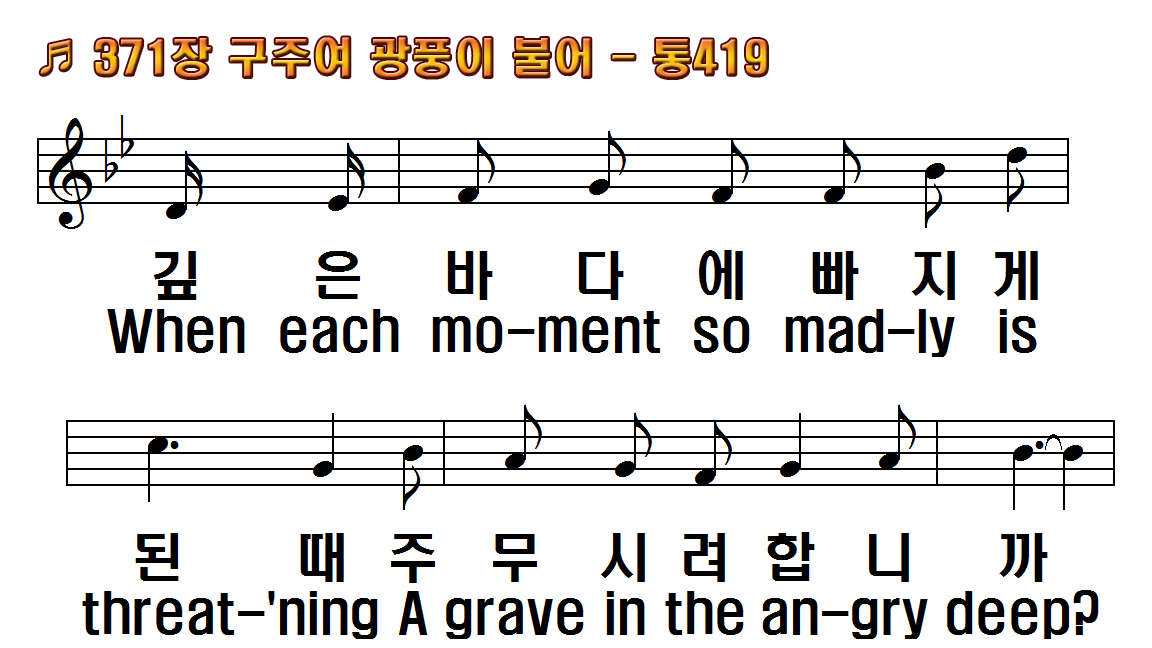 ♬ 371장 구주여 광풍이 불어 - 통419
깊 은 바 다 에 빠 지 게
When each mo-ment so mad-ly is
된 때 주 무 시 려 합 니 까
threat-'ning A grave in the an-gry deep?